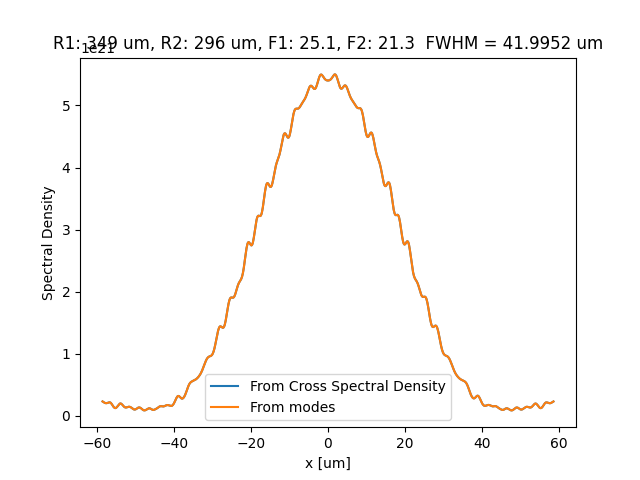 R1: 349 um, R2: 296 um, F1: 25.1, F2: 21.3  FWHM = 41.9952 um
1e21
5
4
3
2
1
0
Spectral Density
From Cross Spectral Density
From modes
−60 −40 −20 0 20 40 60
x [um]